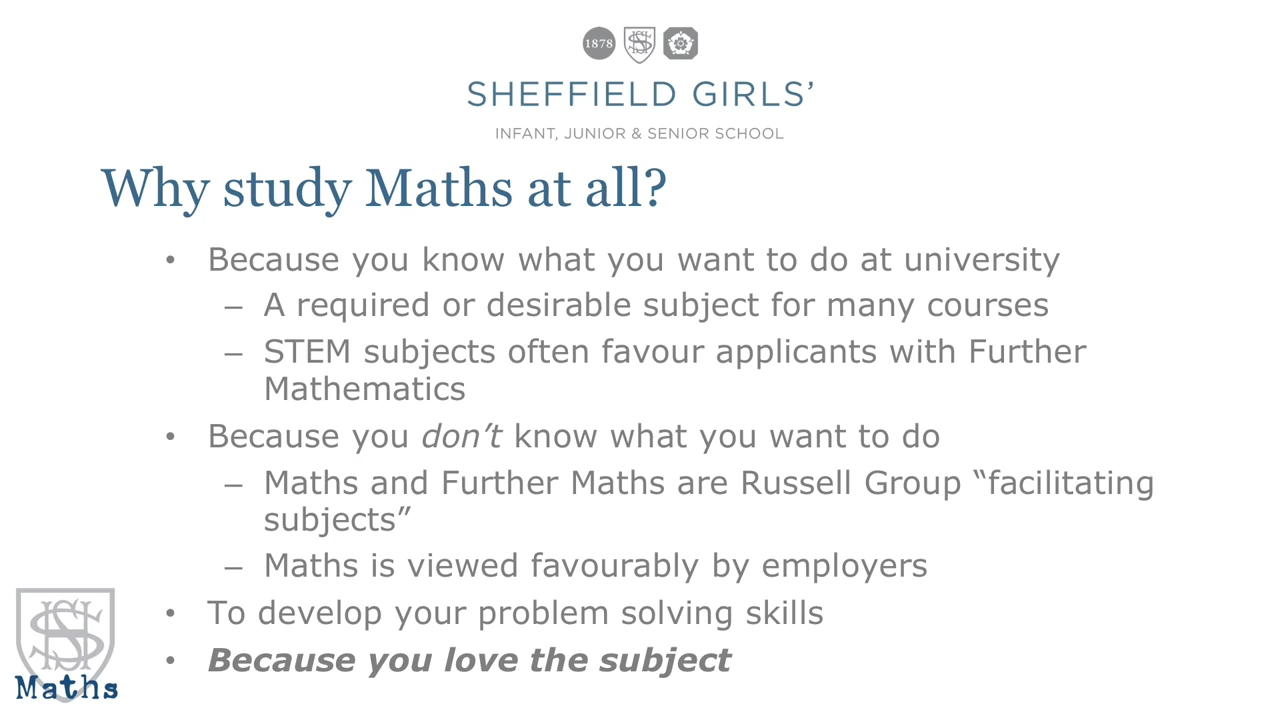 1878
SHEFFIELD GIRLS’
INFANT, JUNIOR & SENIOR SCHOOL
Why study Maths at all?
• Because you know what you want to do at university
– A required or desirable subject for many courses
– STEM subjects often favour applicants with Further
Mathematics
• Because you don’t know what you want to do
– Maths and Further Maths are Russell Group “facilitating
subjects”
– Maths is viewed favourably by employers
• To develop your problem solving skills
• Because you love the subject
Maths